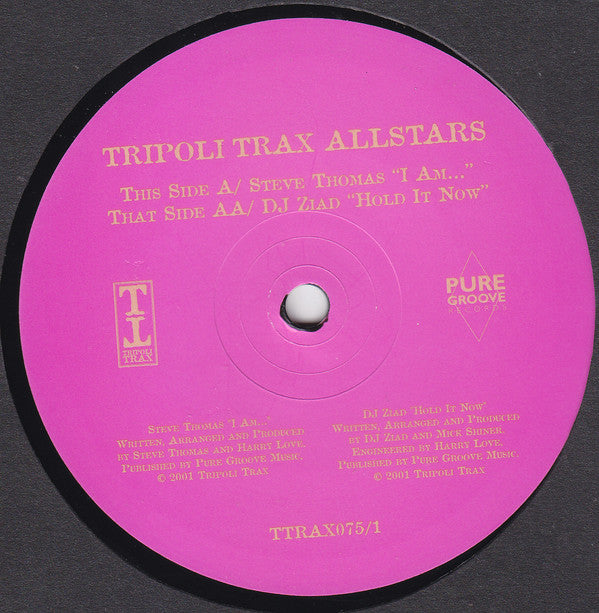 Tripoli Trax Allstars
This Side A/ Steve Thomas “I Am...”
That Side AA/ DJ Ziad “Hold It Now”
TT
TRIPOLI
TRAX
PURE
GROOVE
RECORDS
Steve Thomas ‘I Am...’
Written, Arranged and Produced
by Steve Thomas and Harry Love.
Published by Pure Groove Music.
© 2001 Tripoli Trax
DJ Ziad ‘Hold It Now’
Written, Arranged and Produced
by DJ Ziad and Mick Shiner.
Engineered by Harry Love.
Published by Pure Groove Music.
© 2001 Tripoli Trax
TTRAX075/1